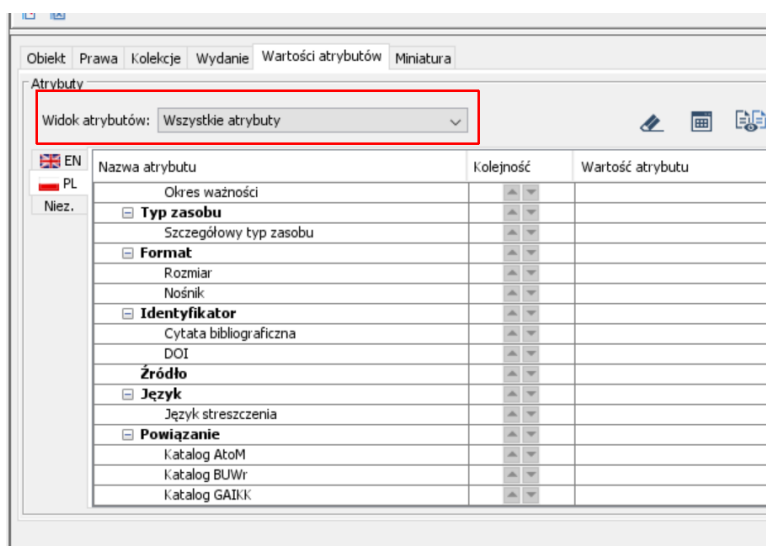 Obiekt Prawa Kolekcje Wydanie Wartości atrybutów Miniatura
Atrybuty
Widok atrybutów: Wszystkie atrybuty
EN
PL
Niez.
Nazwa atrybutu Kolejność Wartość atrybutu
Okres ważności
Typ zasobu
Szczegółowy typ zasobu
Format
Rozmiar
Nośnik
Identyfikator
Cytata bibliograficzna
DOI
Źródło
Język
Język streszczenia
Powiązanie
Katalog AtoM
Katalog BUWr
Katalog GAIKK